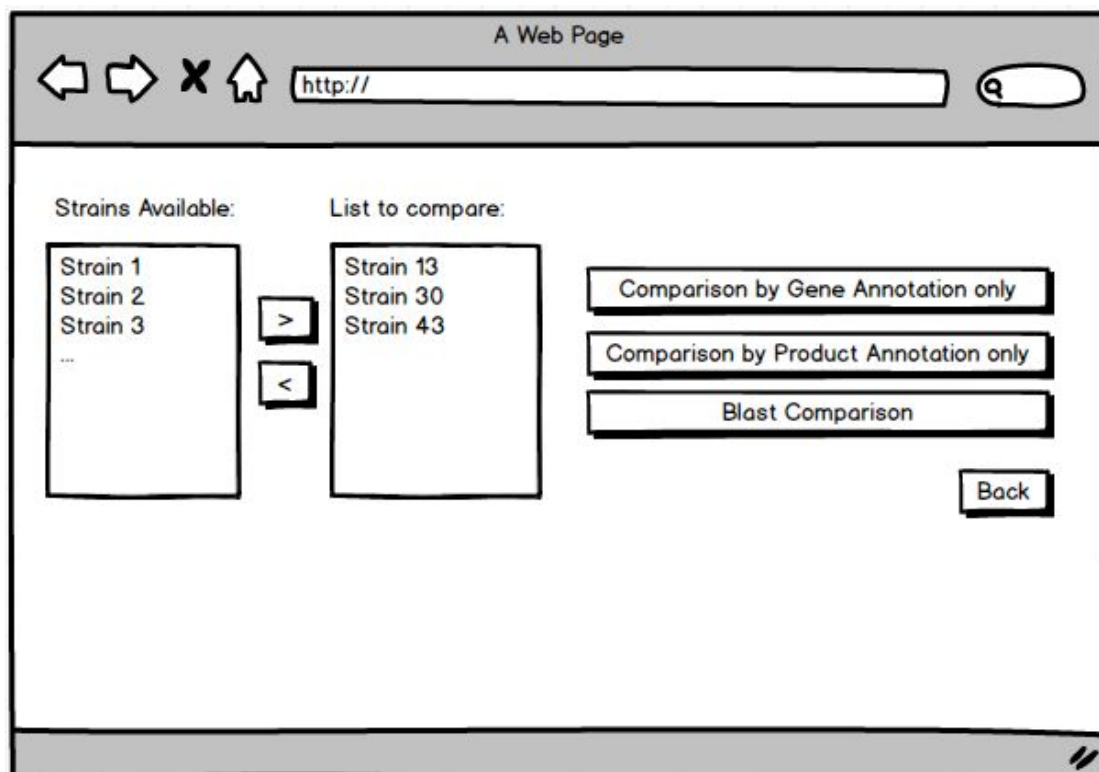 A Web Page
http://
Strains Available:
List to compare:
Strain 1
Strain 2
Strain 3
...
>
<
Strain 13
Strain 30
Strain 43
Comparison by Gene Annotation only
Comparison by Product Annotation only
Blast Comparison
Back